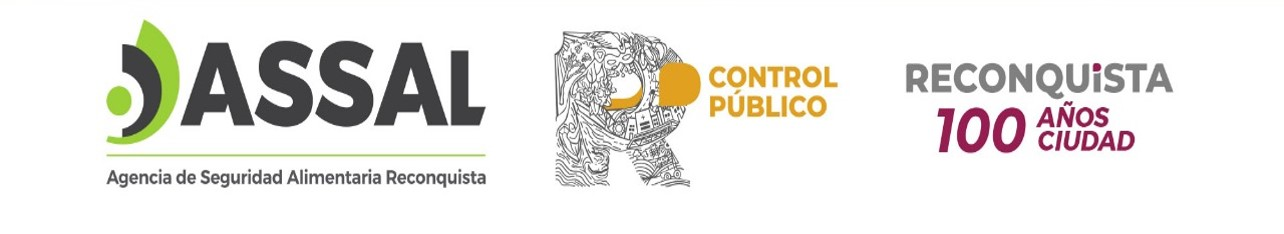 ASSAL
Agencia de Seguridad Alimentaria Reconquista
R
CONTROL
PÚBLICO
RECONQUiSTA
100 AÑOS
CIUDAD